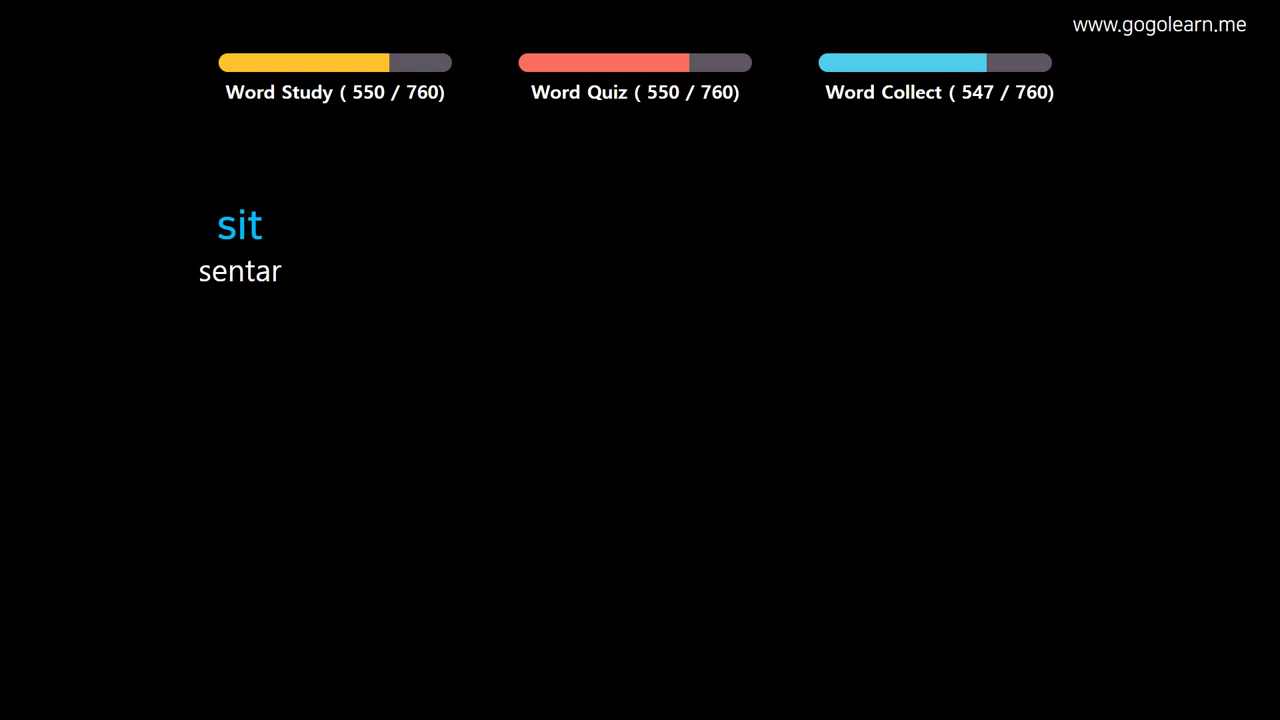 www.gogolearn.me
Word Study ( 550 / 760)
Word Quiz ( 550 / 760)
Word Collect ( 547 / 760)
sit
sentar